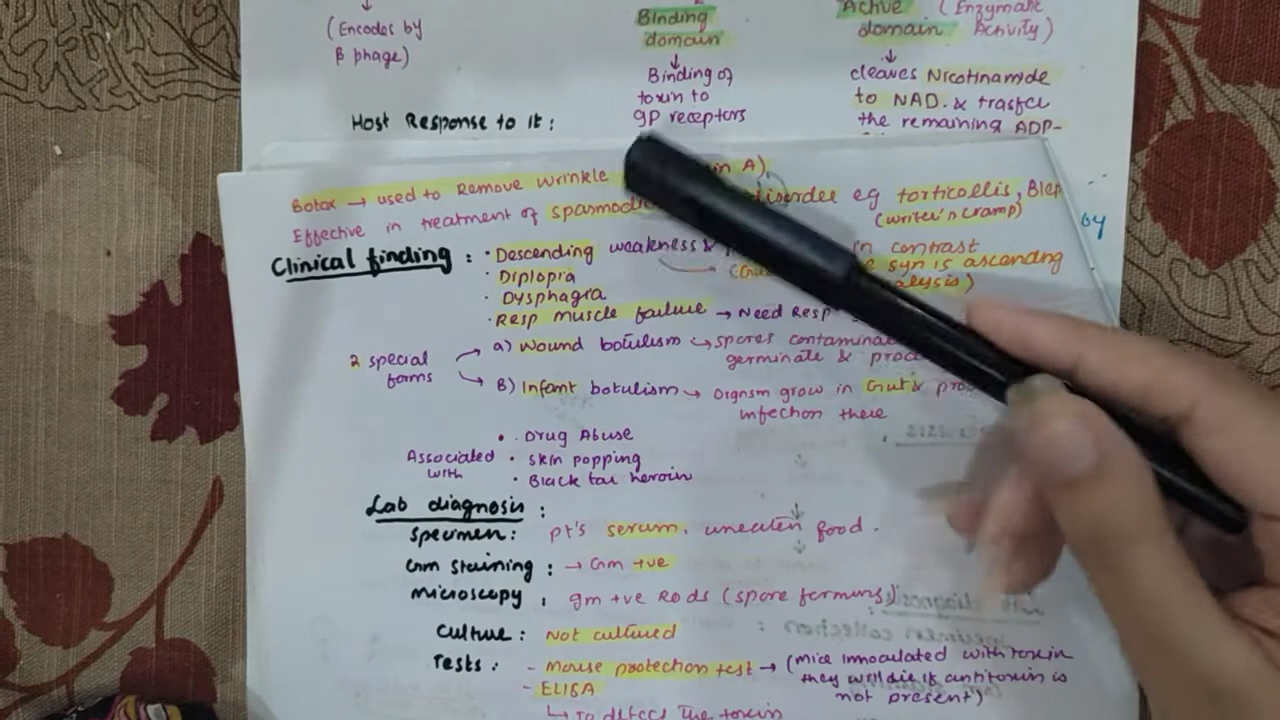 (Encodes by
β phage)
Binding
domain
↓
Binding of
toxin to
gp receptors
Active (Enzymatic
domain Activity)
↓
cleaves Nicotinamide
to NAD. & trasfer
the remaining ADP-
Host Response to it:
Botox → used to Remove wrinkle in A)
Effective in treatment of spasmodic disorder eg torticollis, Blep
(writer's cramp)
by
Clinical finding : • Descending weakness & in contrast
syn is ascending
alysis)
• Diplopia
• Dysphagia
• Resp muscle failure → Need Resp
2 special
forms
a) Wound botulism → spores contamina
germinate & prod
B) Infant botulism → Orgnsm grow in Gut & pro
infection there
Associated
with
• Drug Abuse
• skin popping
• Black tar heroin
Lab diagnosis :
specimen: pt's serum, uneaten food.
Gm staining : → Gm +ve
microscopy : gm +ve Rods (spore formers)
Culture : Not cultured
Tests : - Mouse protection test → (Mice innoculated with toxin
they will die if antitoxin is
not present)
- ELISA
↳ To detect the toxin